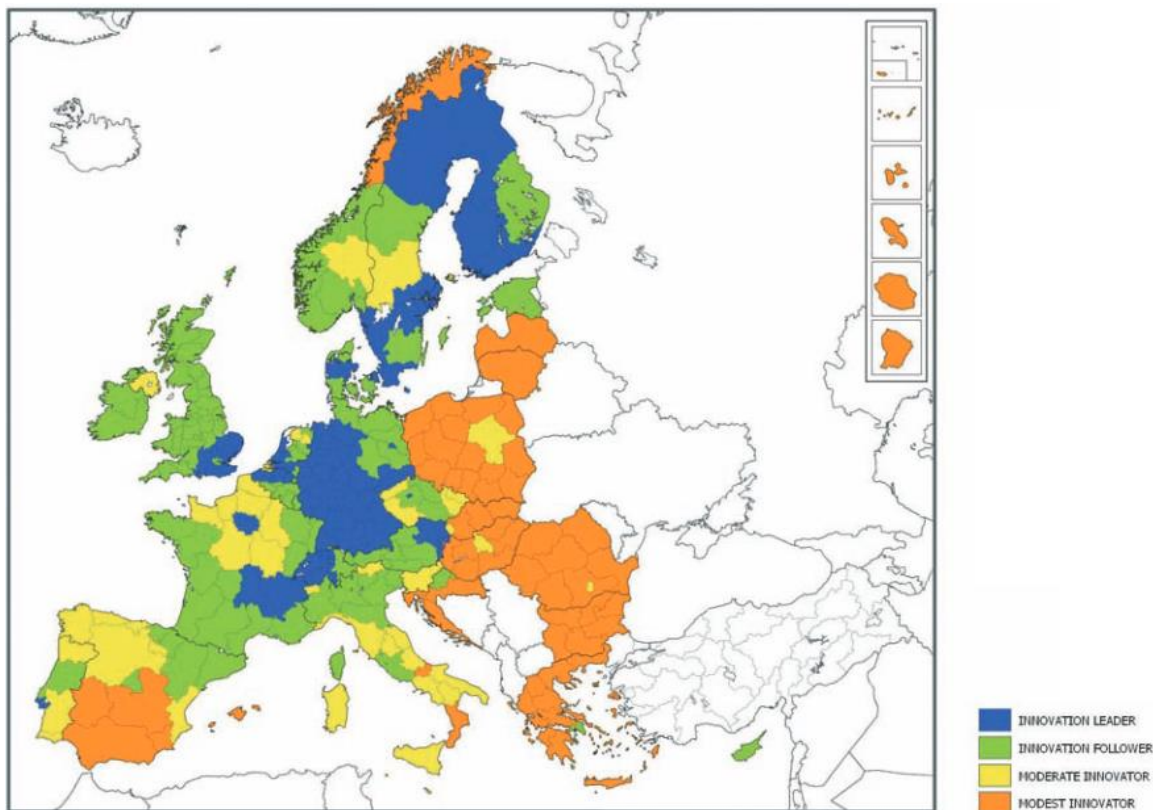 INNOVATION LEADER
INNOVATION FOLLOWER
MODERATE INNOVATOR
MODEST INNOVATOR